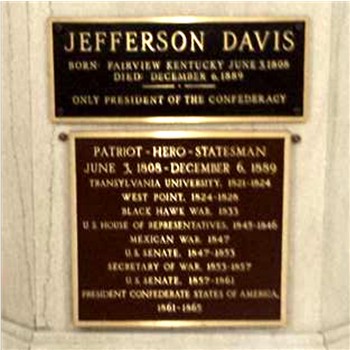 JEFFERSON DAVIS
BORN: FAIRVIEW KENTUCKY JUNE 3, 1808
DIED: DECEMBER 6, 1889
ONLY PRESIDENT OF THE CONFEDERACY
PATRIOT - HERO - STATESMAN
JUNE 3, 1808 - DECEMBER 6, 1889
TRANSYLVANIA UNIVERSITY, 1821-1824
WEST POINT, 1824-1828
BLACK HAWK WAR, 1833
U.S. HOUSE OF REPRESENTATIVES, 1845-1846
MEXICAN WAR, 1847
U.S. SENATE, 1847-1853
SECRETARY OF WAR, 1853-1857
U.S. SENATE, 1857-1861
PRESIDENT CONFEDERATE STATES OF AMERICA,
1861-1865